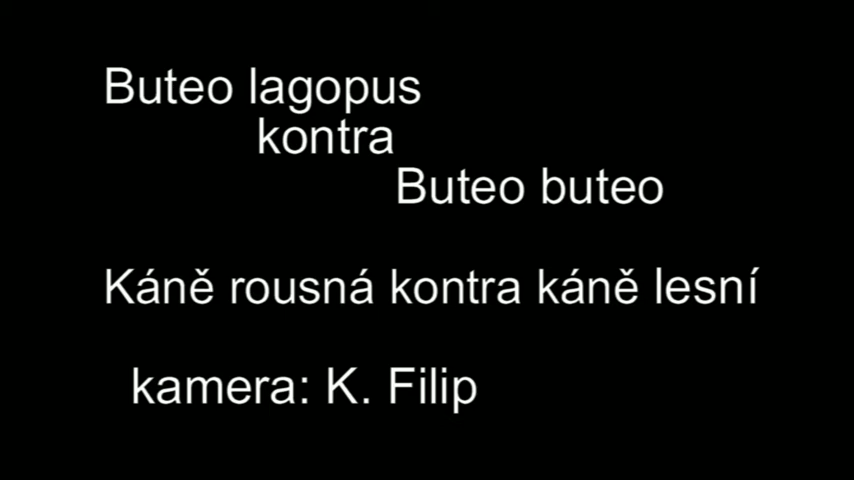 Buteo lagopus
kontra
Buteo buteo
Káně rousná kontra káně lesní
kamera: K. Filip